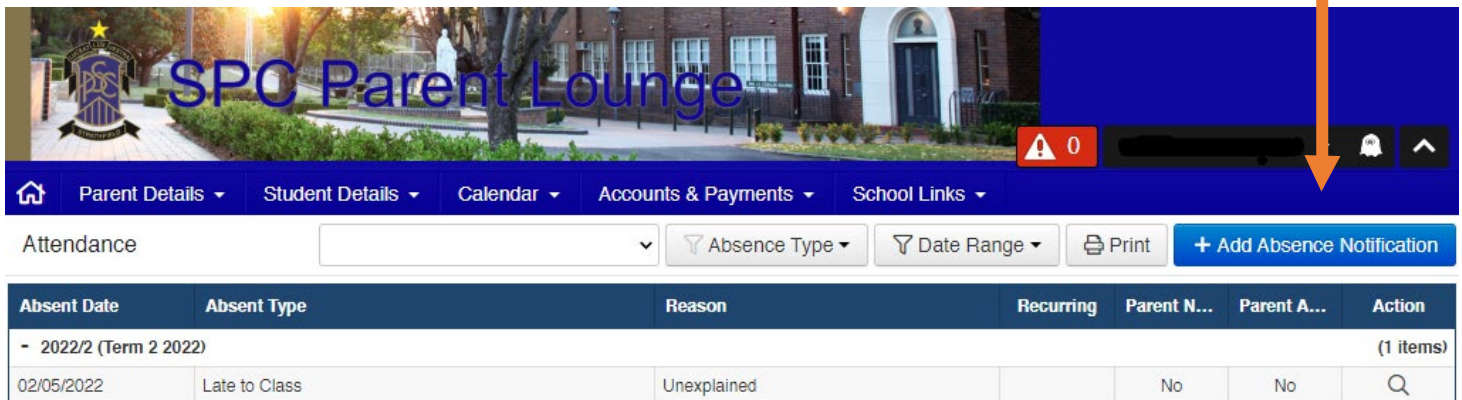 SPC Parent Lounge
STRATHFIELD
0
Parent Details
Student Details
Calendar
Accounts & Payments
School Links
Attendance
Absence Type
Date Range
Print
+ Add Absence Notification
Absent Date Absent Type Reason Recurring Parent N... Parent A... Action
- 2022/2 (Term 2 2022) (1 items)
02/05/2022 Late to Class Unexplained No No